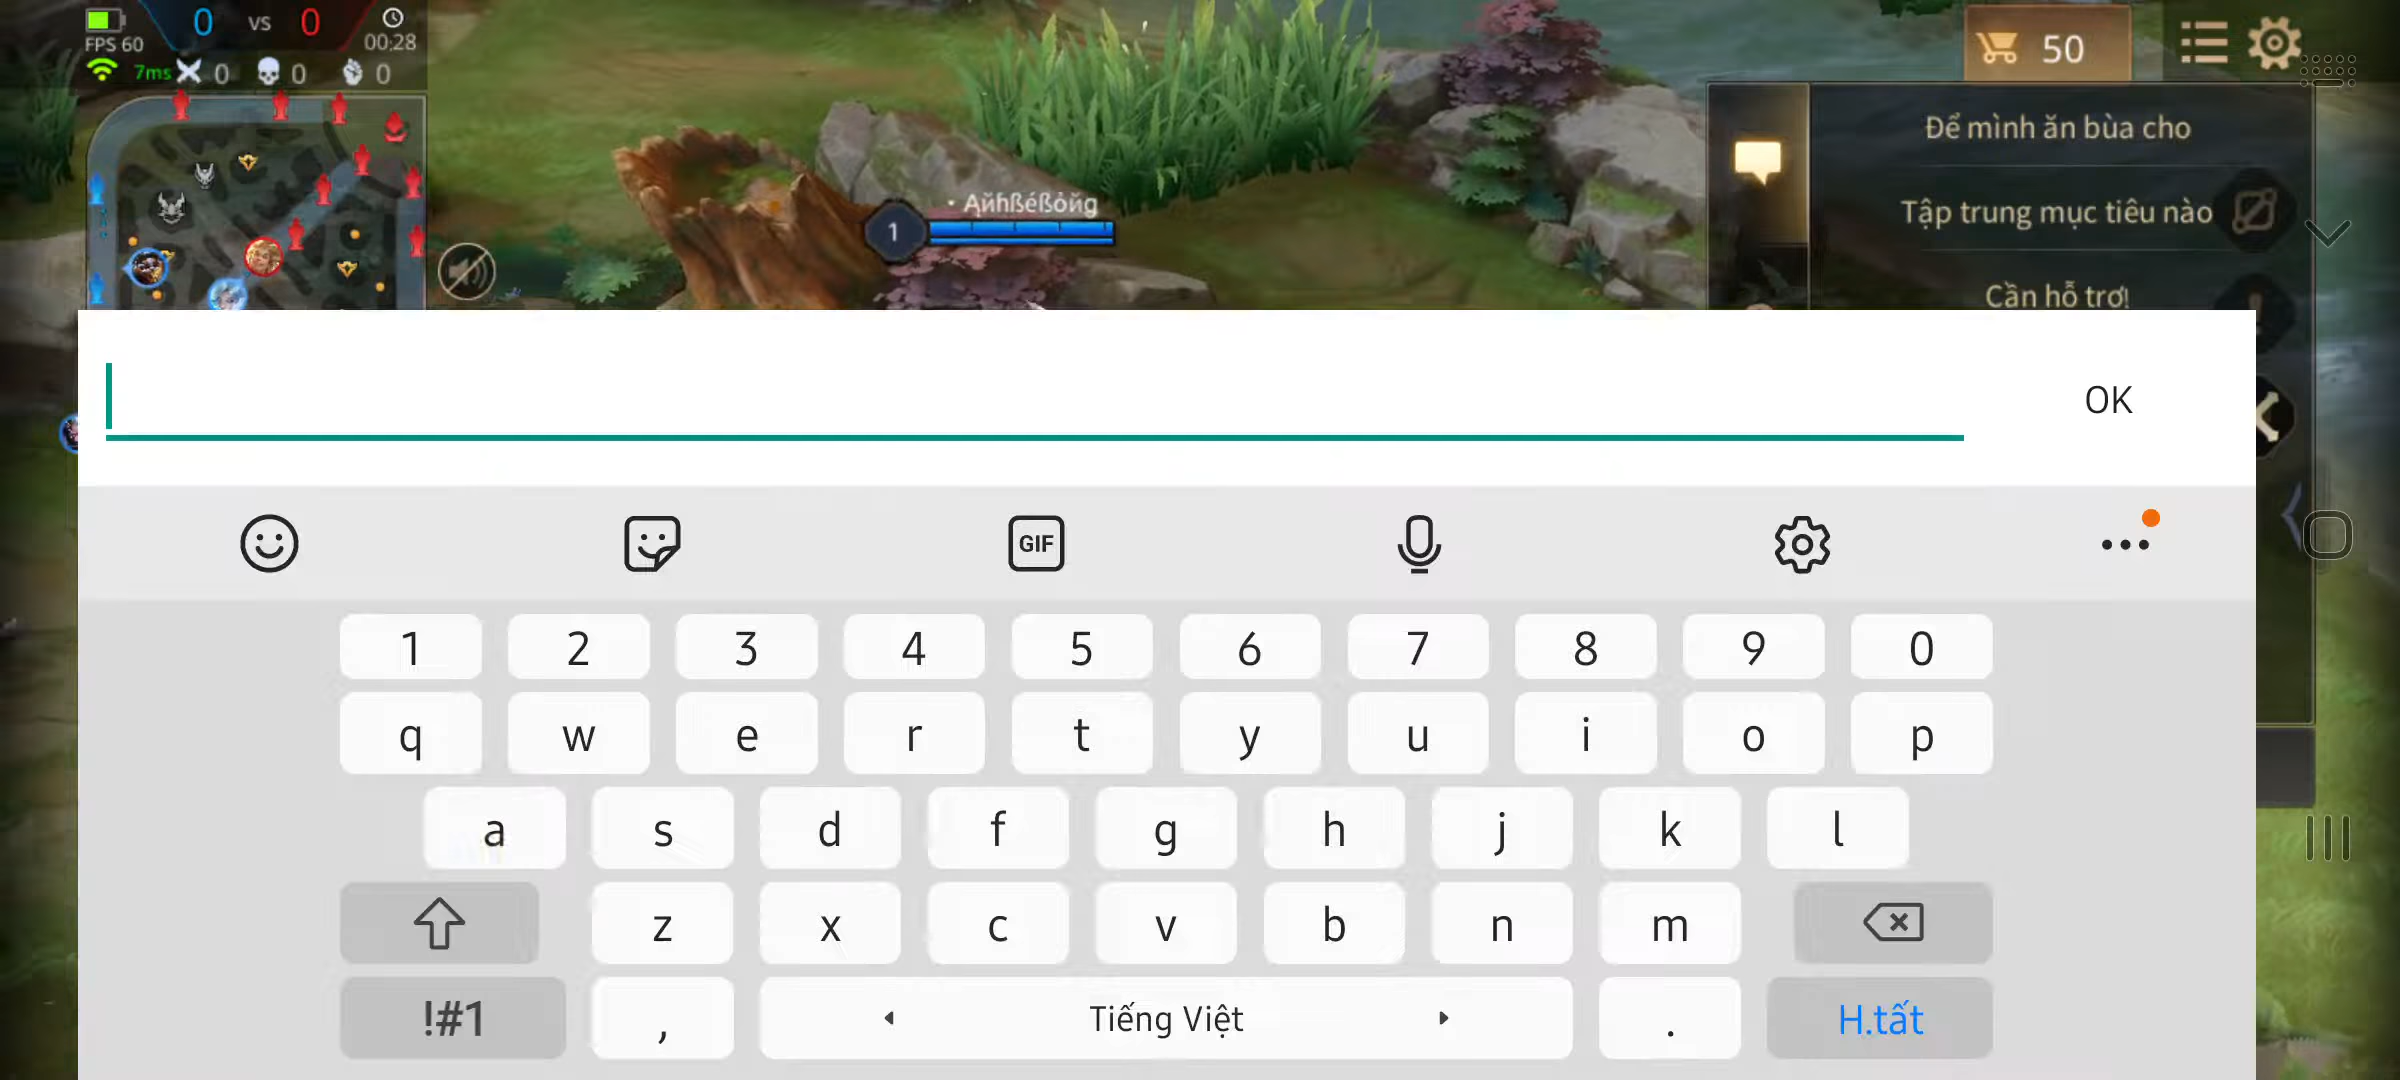 0 vs 0
FPS 60
00:28
7ms 0 0 0
50
Để mình ăn bùa cho
Tập trung mục tiêu nào
Cần hỗ trợ!
1
OK
GIF
1 2 3 4 5 6 7 8 9 0
q w e r t y u i o p
a s d f g h j k l
z x c v b n m
!#1 , Tiếng Việt . H.tất